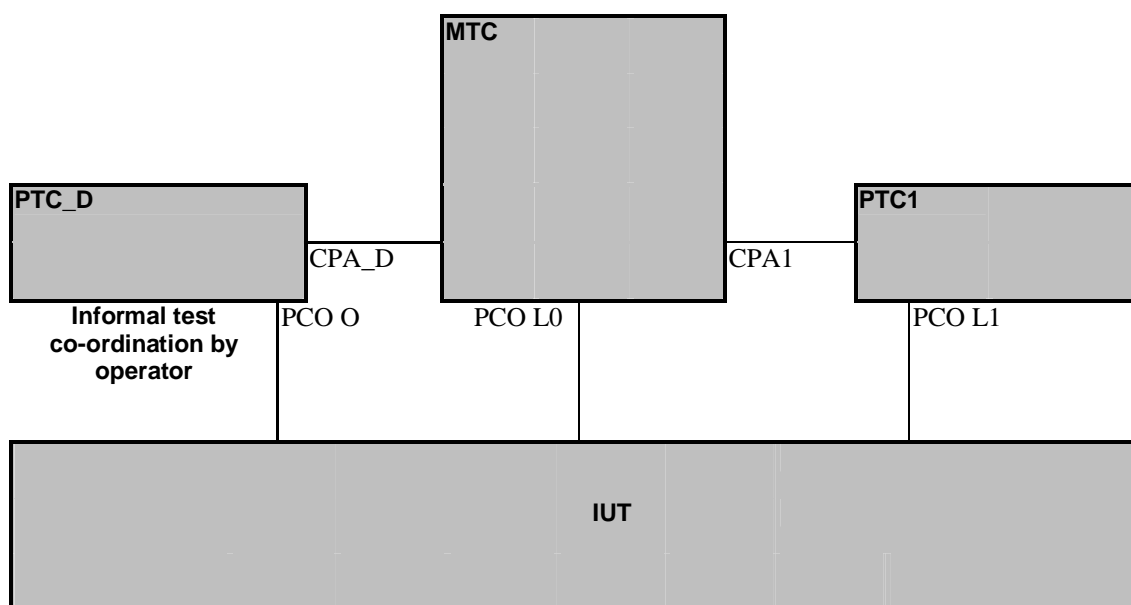 MTC
PTC_D
PTC1
CPA_D
CPA1
Informal test
co-ordination by
operator
PCO O
PCO L0
PCO L1
IUT